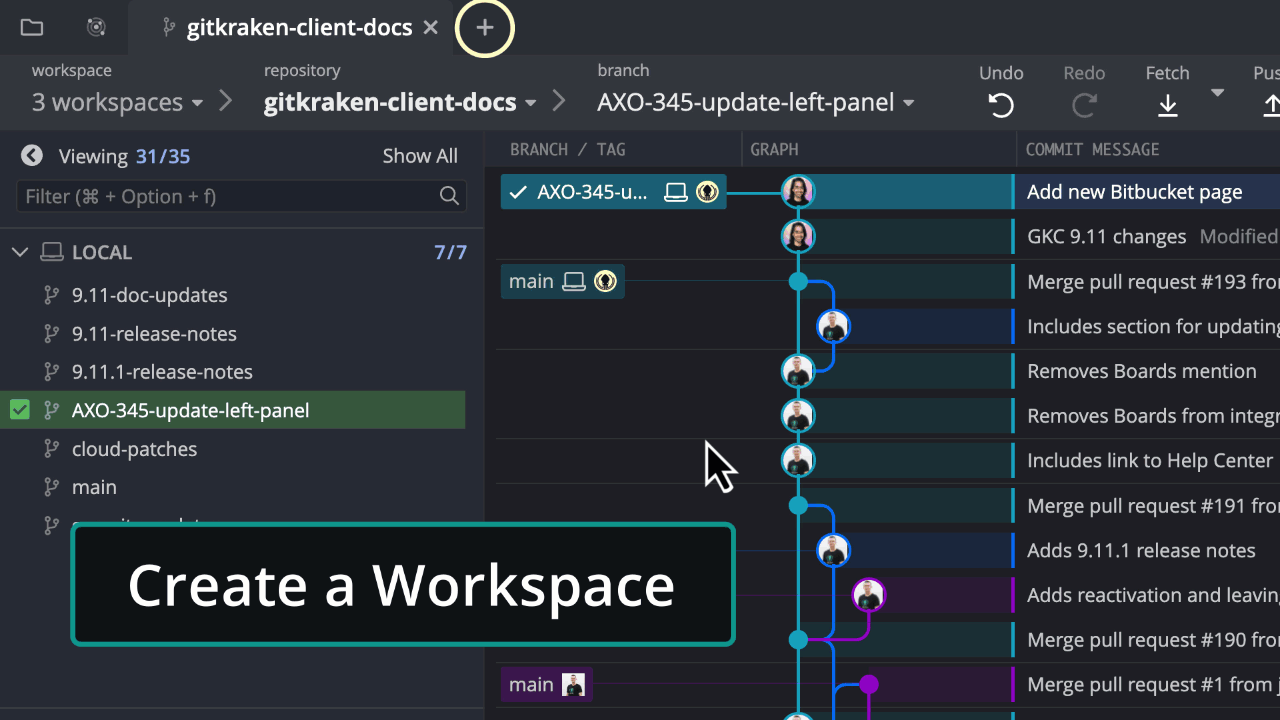 gitkraken-client-docs
workspace
3 workspaces
repository
gitkraken-client-docs
branch
AXO-345-update-left-panel
Undo
Redo
Fetch
Pus
Viewing 31/35
Show All
Filter (⌘ + Option + f)
LOCAL 7/7
9.11-doc-updates
9.11-release-notes
9.11.1-release-notes
AXO-345-update-left-panel
cloud-patches
main
BRANCH / TAG
GRAPH
COMMIT MESSAGE
AXO-345-u...
Add new Bitbucket page
GKC 9.11 changes Modified
main
Merge pull request #193 from
Includes section for updating
Removes Boards mention
Removes Boards from integr
Includes link to Help Center
Merge pull request #191 from
Adds 9.11.1 release notes
Adds reactivation and leaving
Merge pull request #190 from
main
Merge pull request #1 from j
Create a Workspace